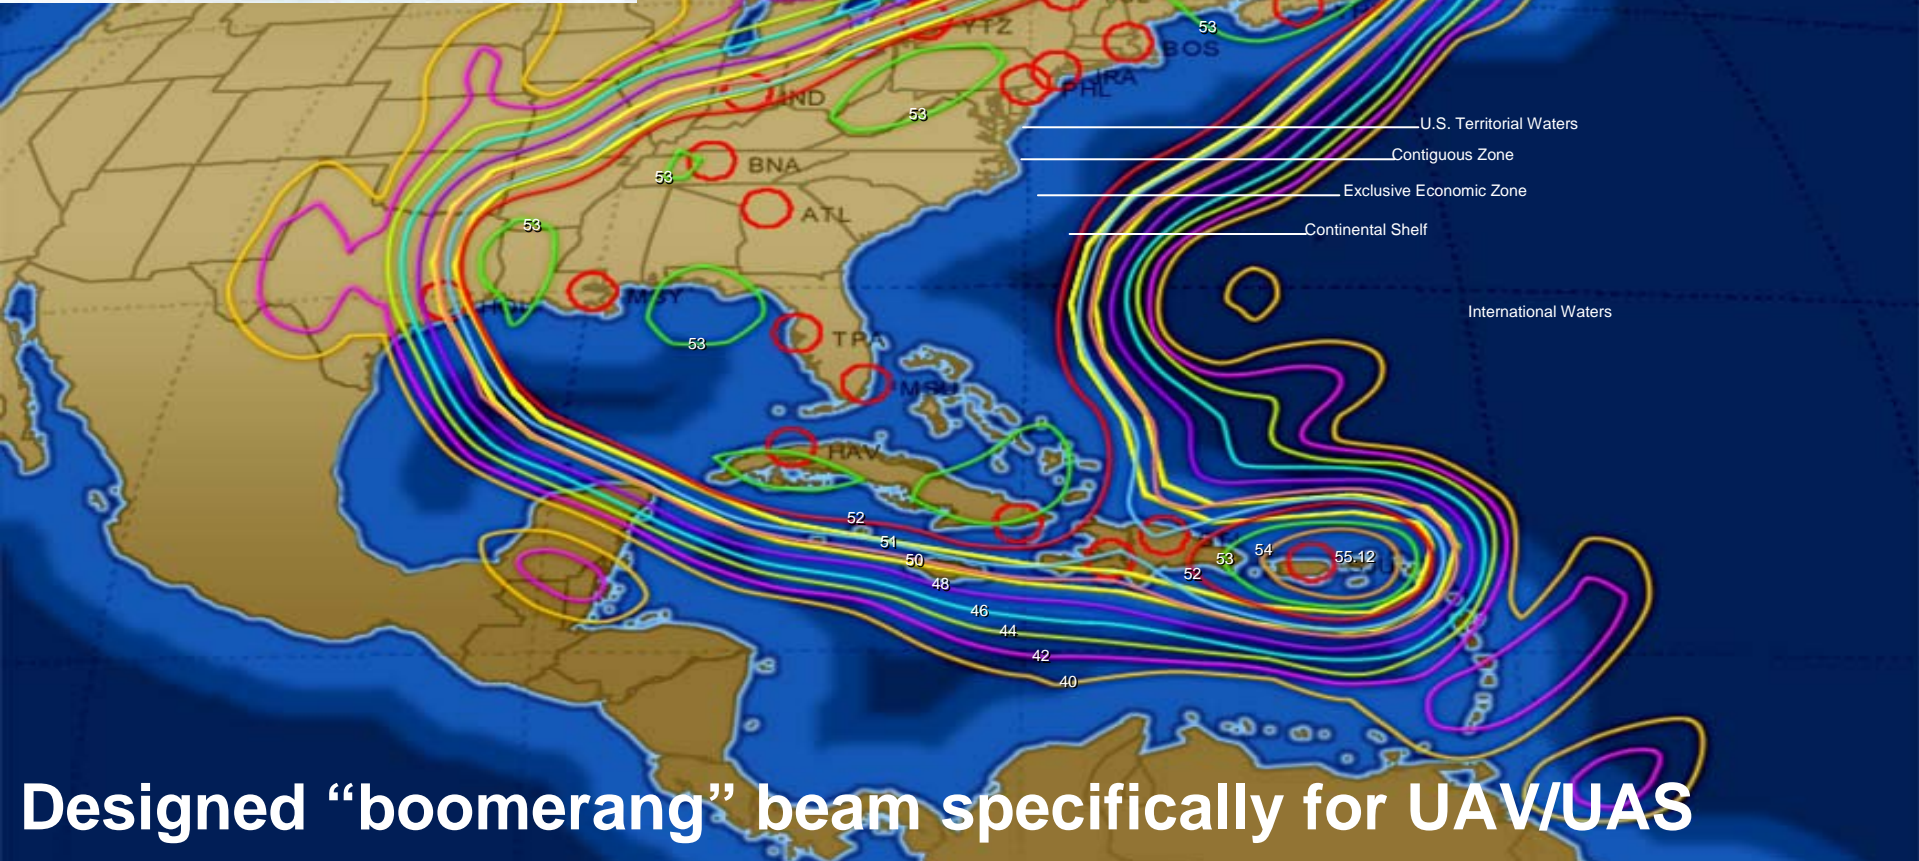 53
YTZ
BOS
JRA
PHL
IND
53
U.S. Territorial Waters
Contiguous Zone
BNA
53
Exclusive Economic Zone
ATL
53
Continental Shelf
MSY
International Waters
TPA
53
HAV
52
51
50
48
46
44
42
40
52
53
54
55.12
Designed “boomerang” beam specifically for UAV/UAS